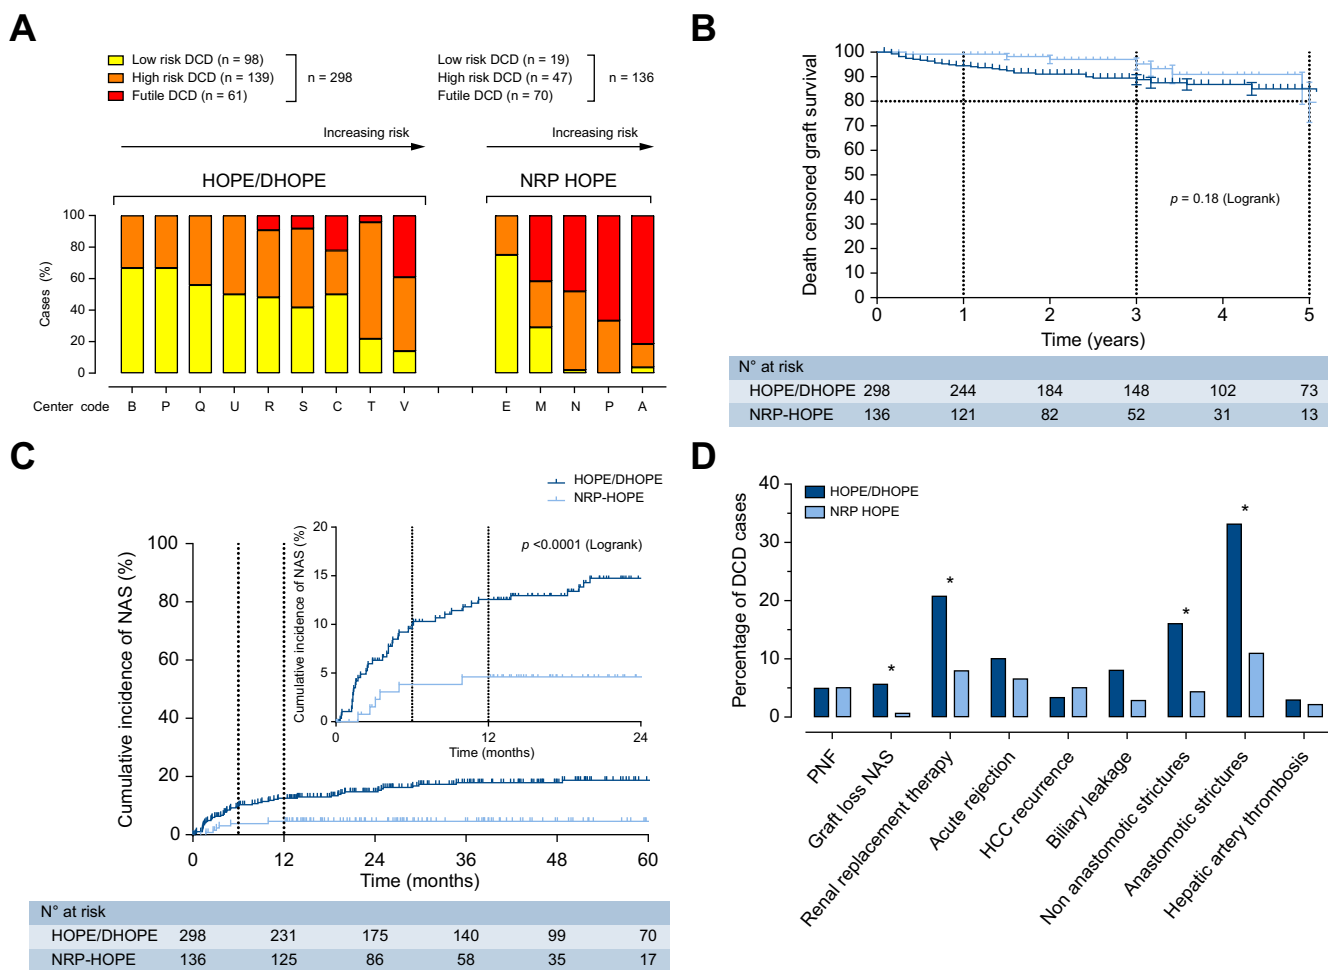 A
Low risk DCD (n = 98)
High risk DCD (n = 139)
Futile DCD (n = 61)
n = 298
Low risk DCD (n = 19)
High risk DCD (n = 47)
Futile DCD (n = 70)
n = 136
Increasing risk
Increasing risk
HOPE/DHOPE
NRP HOPE
Cases (%)
100
80
60
40
20
0
Center code B P Q U R S C T V E M N P A
B
Death censored graft survival
100
90
80
70
60
50
40
30
20
10
0
p = 0.18 (Logrank)
0 1 2 3 4 5
Time (years)
N° at risk
HOPE/DHOPE 298 244 184 148 102 73
NRP-HOPE 136 121 82 52 31 13
C
HOPE/DHOPE
NRP-HOPE
Cumulative incidence of NAS (%)
100
80
60
40
20
0
0 12 24 36 48 60
Time (months)
Cumulative incidence of NAS (%)
20
15
10
5
0
p <0.0001 (Logrank)
0 12 24
Time (months)
N° at risk
HOPE/DHOPE 298 231 175 140 99 70
NRP-HOPE 136 125 86 58 35 17
D
HOPE/DHOPE
NRP HOPE
Percentage of DCD cases
40
30
20
10
0
*
*
*
*
PNF
Graft loss NAS
Renal replacement therapy
Acute rejection
HCC recurrence
Biliary leakage
Non anastomotic strictures
Anastomotic strictures
Hepatic artery thrombosis